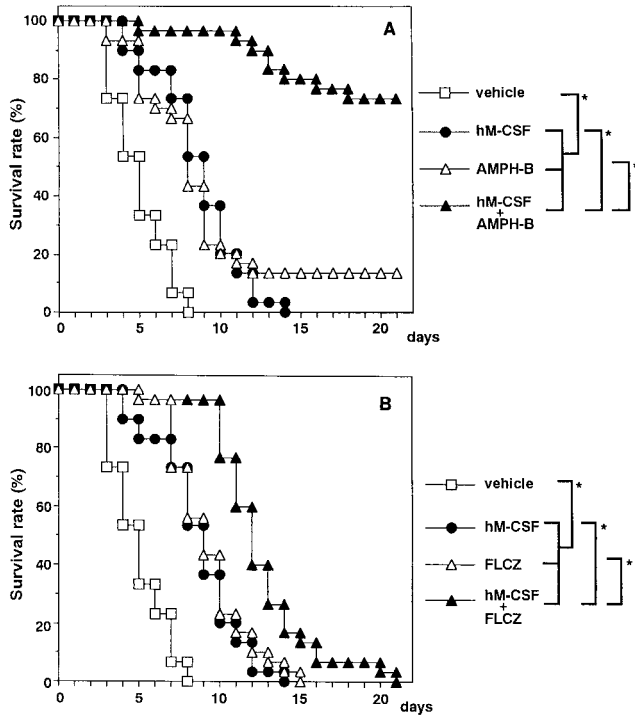 A
Survival rate (%)
100
80
60
40
20
0
0 5 10 15 20
days
vehicle
hM-CSF
AMPH-B
hM-CSF
+
AMPH-B
*
*
*
B
Survival rate (%)
100
80
60
40
20
0
0 5 10 15 20
days
vehicle
hM-CSF
FLCZ
hM-CSF
+
FLCZ
*
*
*